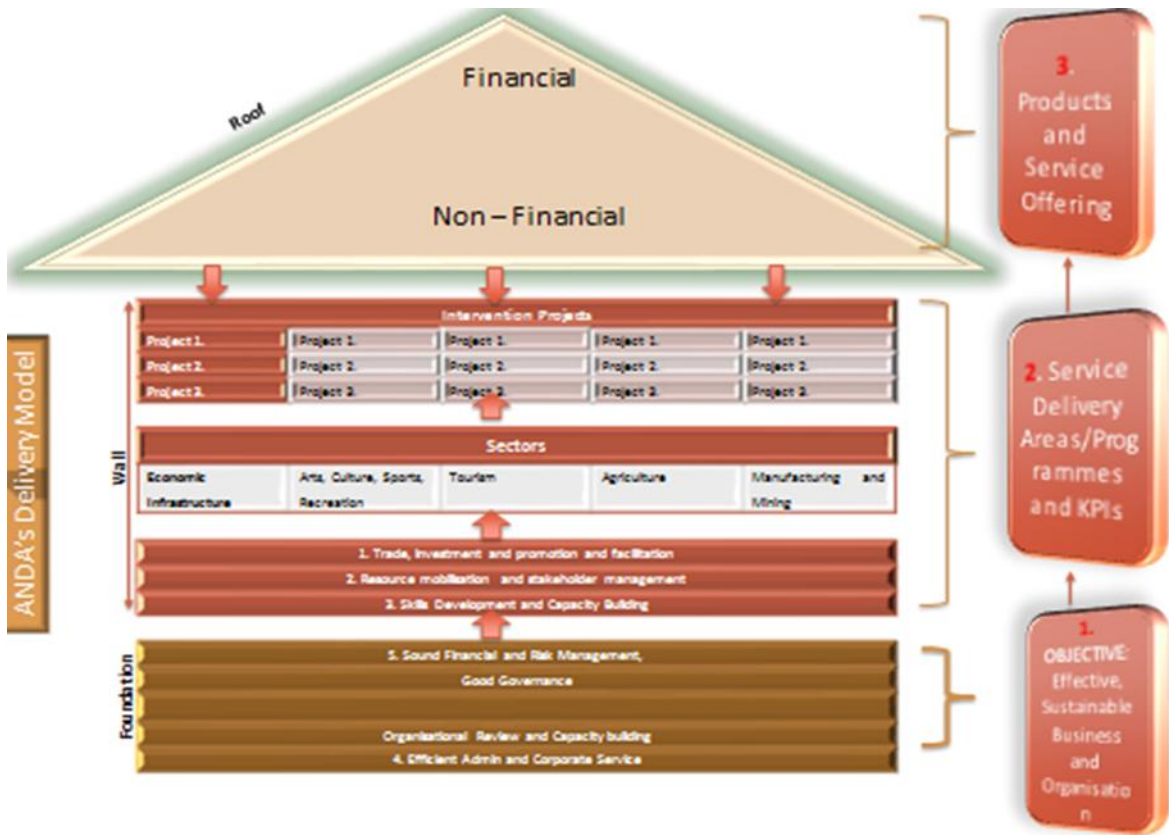 Financial
Roof
Non – Financial
3.
Products
and
Service
Offering
ANDA's Delivery Model
Wall
Intervention Projects
Project 1.
Project 1.
Project 1.
Project 1.
Project 1.
Project 2.
Project 2.
Project 2.
Project 2.
Project 2.
Project 3.
Project 3.
Project 3.
Project 3.
Project 3.
Sectors
Economic
Infrastructure
Arts, Culture, Sports,
Recreation
Tourism
Agriculture
Manufacturing and
Mining
1. Trade, investment and promotion and facilitation
2. Resource mobilisation and stakeholder management
3. Skills Development and Capacity Building
2. Service
Delivery
Areas/Prog
rammes
and KPIs
Foundation
5. Sound Financial and Risk Management,
Good Governance
Organisational Review and Capacity building
4. Efficient Admin and Corporate Service
1.
OBJECTIVE:
Effective,
Sustainable
Business
and
Organisatio
n